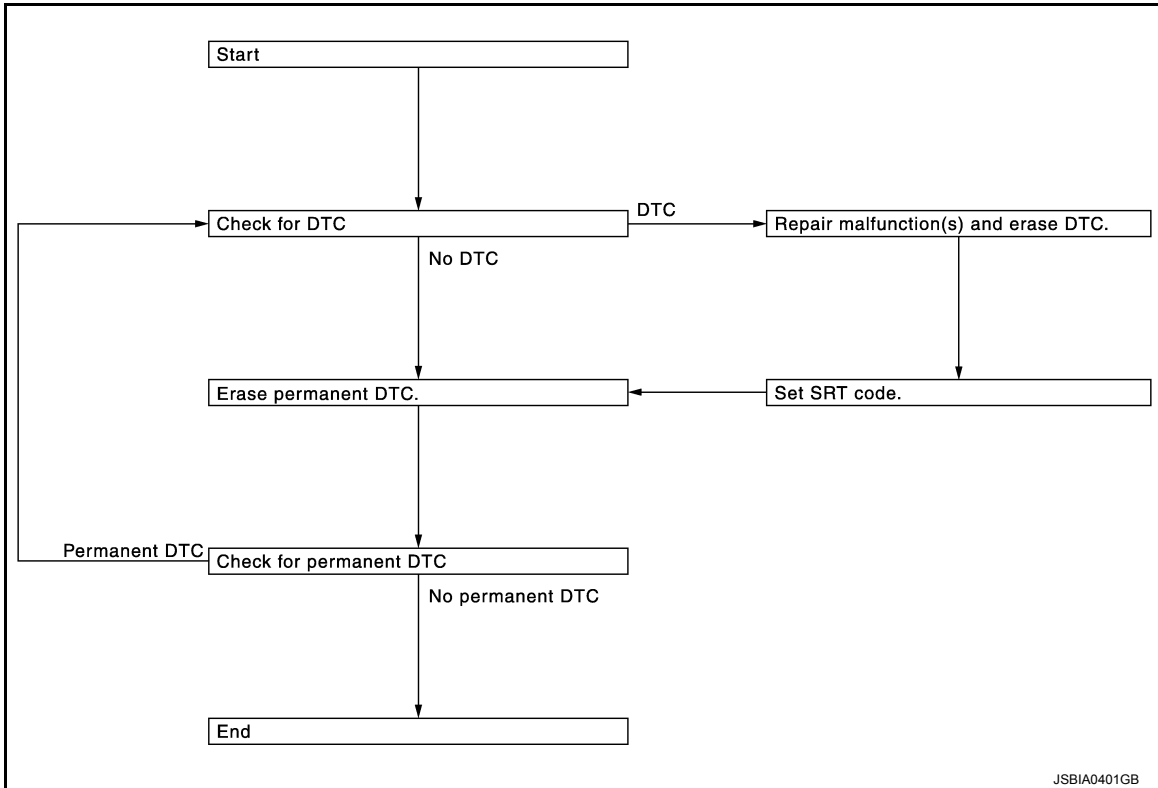 Start
Check for DTC
DTC
Repair malfunction(s) and erase DTC.
No DTC
Erase permanent DTC.
Set SRT code.
Permanent DTC
Check for permanent DTC
No permanent DTC
End
JSBIA0401GB